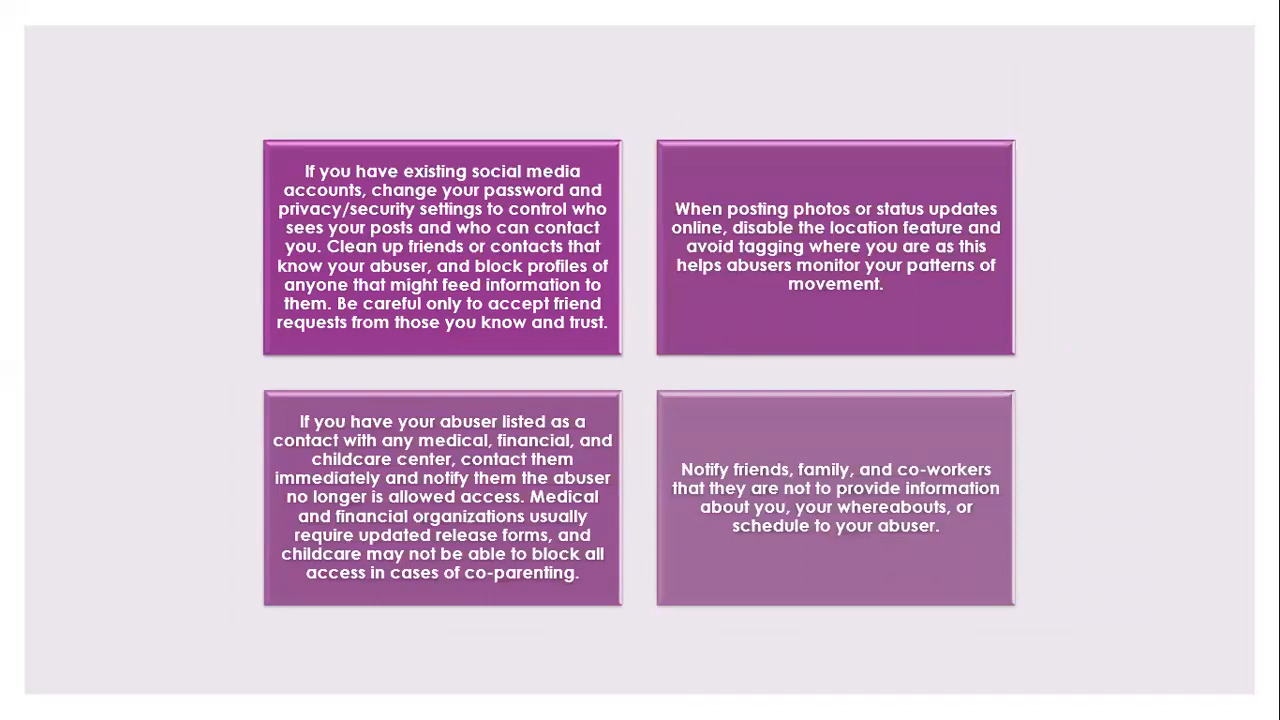 If you have existing social media
accounts, change your password and
privacy/security settings to control who
sees your posts and who can contact
you. Clean up friends or contacts that
know your abuser, and block profiles of
anyone that might feed information to
them. Be careful only to accept friend
requests from those you know and trust.
When posting photos or status updates
online, disable the location feature and
avoid tagging where you are as this
helps abusers monitor your patterns of
movement.
If you have your abuser listed as a
contact with any medical, financial, and
childcare center, contact them
immediately and notify them the abuser
no longer is allowed access. Medical
and financial organizations usually
require updated release forms, and
childcare may not be able to block all
access in cases of co-parenting.
Notify friends, family, and co-workers
that they are not to provide information
about you, your whereabouts, or
schedule to your abuser.